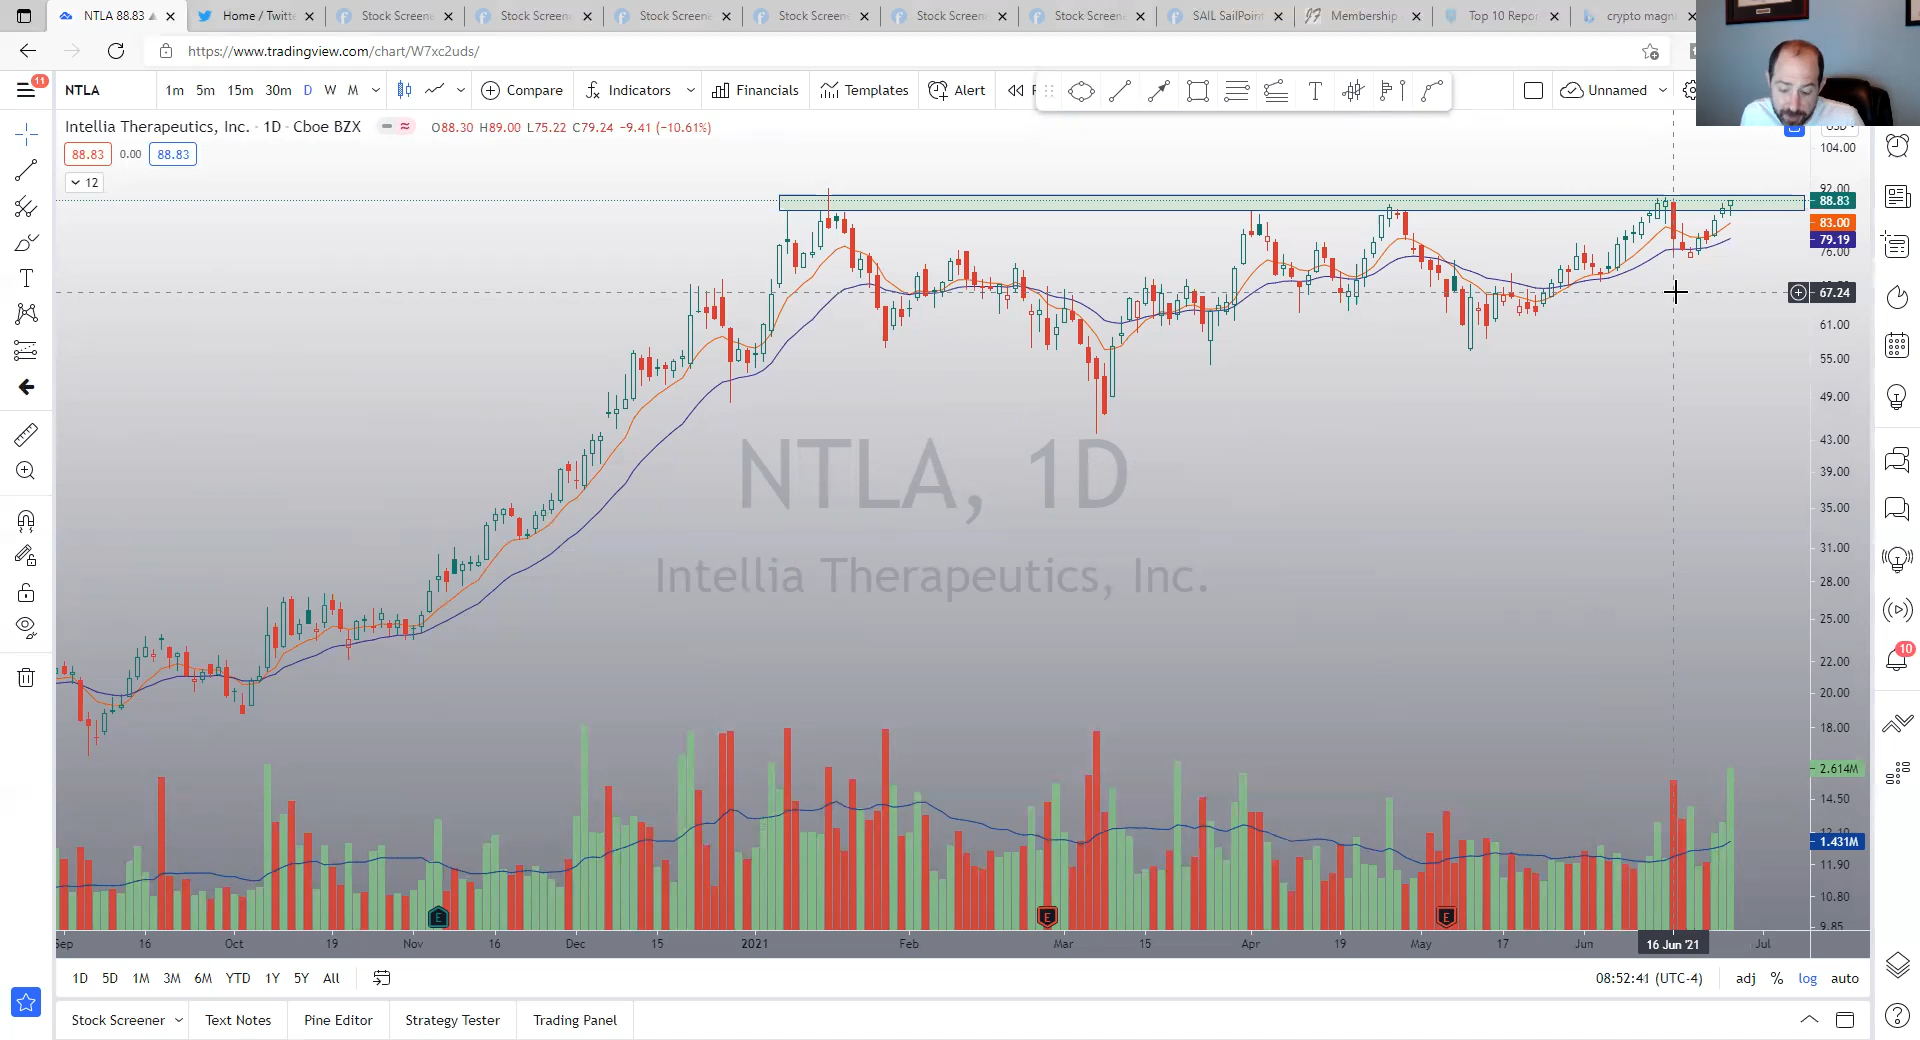 NTLA 88.83
Home / Twitte
Stock Screene
Stock Screen
Stock Screene
Stock Screene
Stock Screen
Stock Screene
SAIL SailPoint
Membership
Top 10 Repo
crypto magn
https://www.tradingview.com/chart/W7xc2uds/
11
NTLA
1m 5m 15m 30m D W M
Compare
Indicators
Financials
Templates
Alert
Unnamed
Intellia Therapeutics, Inc. · 1D · Cboe BZX
O88.30 H89.00 L75.22 C79.24 −9.41 (−10.61%)
88.83 0.00 88.83
12
104.00
92.00
88.83
83.00
79.19
76.00
67.24
61.00
55.00
49.00
43.00
39.00
35.00
31.00
28.00
25.00
22.00
20.00
18.00
2.614M
14.50
1.431M
11.90
10.80
9.85
NTLA, 1D
Intellia Therapeutics, Inc.
E
E
E
Sep 16 Oct 19 Nov 16 Dec 15 2021 Feb Mar 15 Apr 19 May 17 Jun 16 Jun '21 Jul
10
1D 5D 1M 3M 6M YTD 1Y 5Y All
08:52:41 (UTC-4)
adj % log auto
Stock Screener
Text Notes
Pine Editor
Strategy Tester
Trading Panel